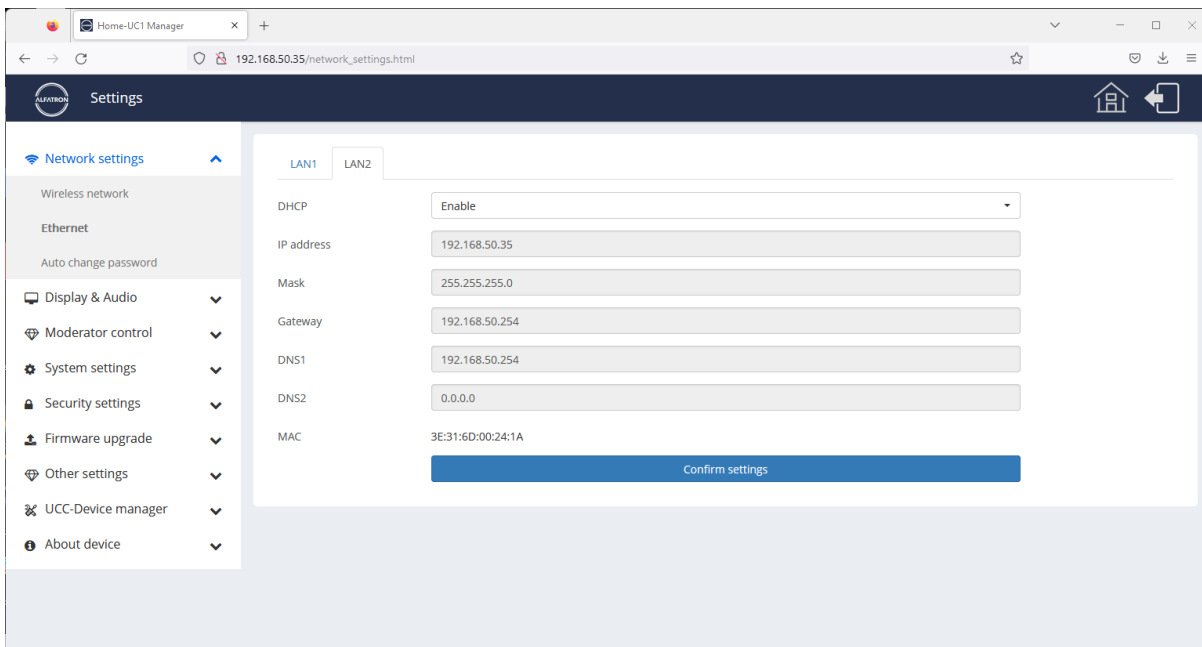 Home-UC1 Manager
192.168.50.35/network_settings.html
ALFATRON
Settings
Network settings
Wireless network
Ethernet
Auto change password
Display & Audio
Moderator control
System settings
Security settings
Firmware upgrade
Other settings
UCC-Device manager
About device
LAN1 LAN2
DHCP Enable
IP address 192.168.50.35
Mask 255.255.255.0
Gateway 192.168.50.254
DNS1 192.168.50.254
DNS2 0.0.0.0
MAC 3E:31:6D:00:24:1A
Confirm settings